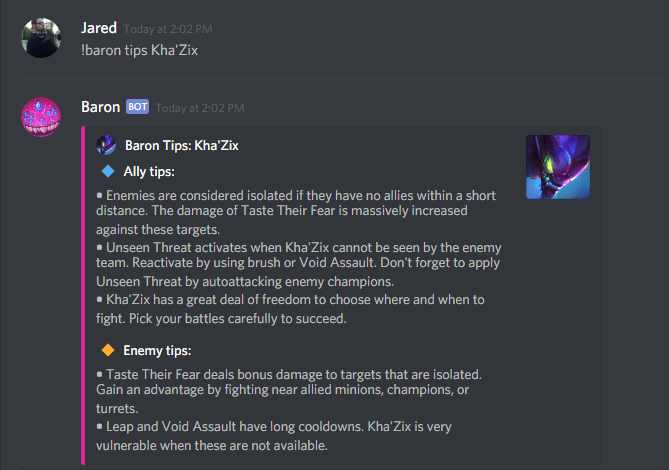 Jared Today at 2:02 PM
!baron tips Kha'Zix
Baron BOT Today at 2:02 PM
Baron Tips: Kha'Zix
Ally tips:
• Enemies are considered isolated if they have no allies within a short
distance. The damage of Taste Their Fear is massively increased
against these targets.
• Unseen Threat activates when Kha'Zix cannot be seen by the enemy
team. Reactivate by using brush or Void Assault. Don't forget to apply
Unseen Threat by autoattacking enemy champions.
• Kha'Zix has a great deal of freedom to choose where and when to
fight. Pick your battles carefully to succeed.
Enemy tips:
• Taste Their Fear deals bonus damage to targets that are isolated.
Gain an advantage by fighting near allied minions, champions, or
turrets.
• Leap and Void Assault have long cooldowns. Kha'Zix is very
vulnerable when these are not available.